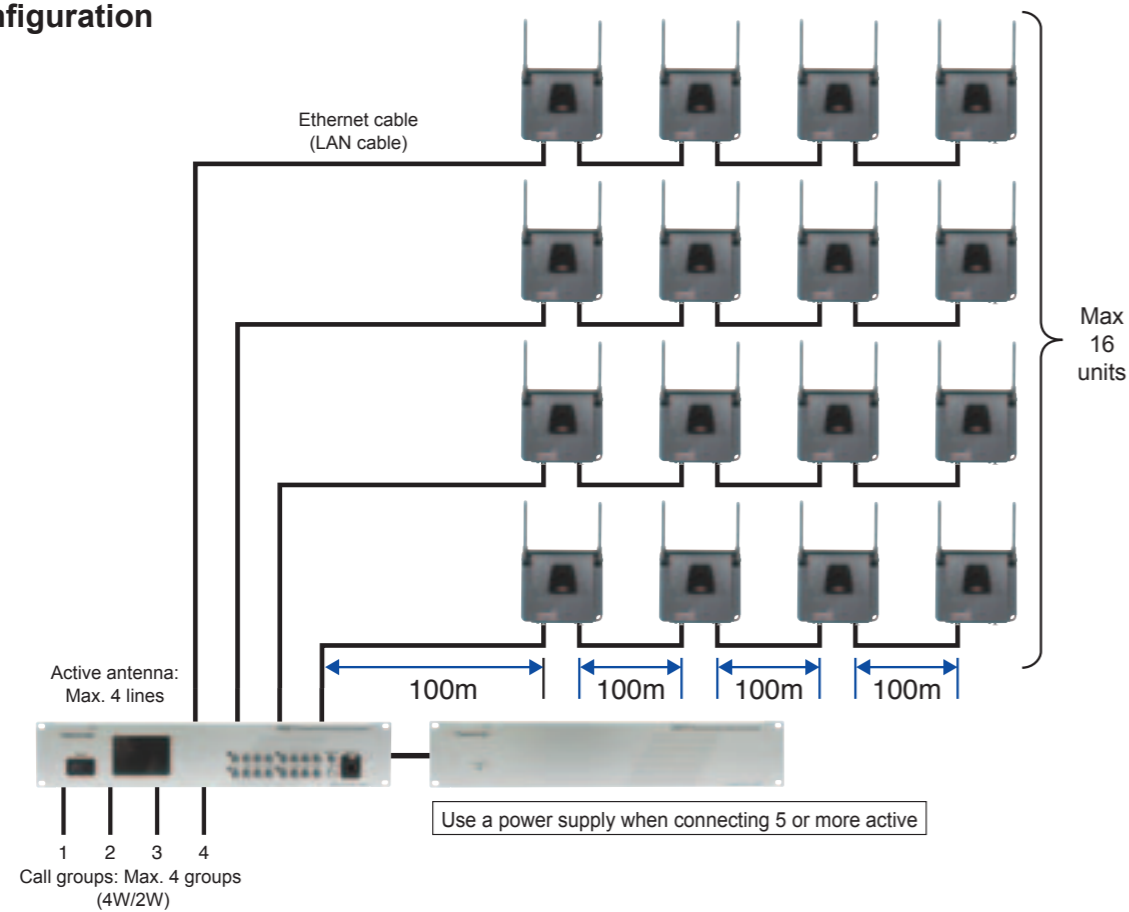 nfiguration
Ethernet cable
(LAN cable)
Max
16
units
Active antenna:
Max. 4 lines
100m
100m
100m
100m
Use a power supply when connecting 5 or more active
1
2
3
4
Call groups: Max. 4 groups
(4W/2W)